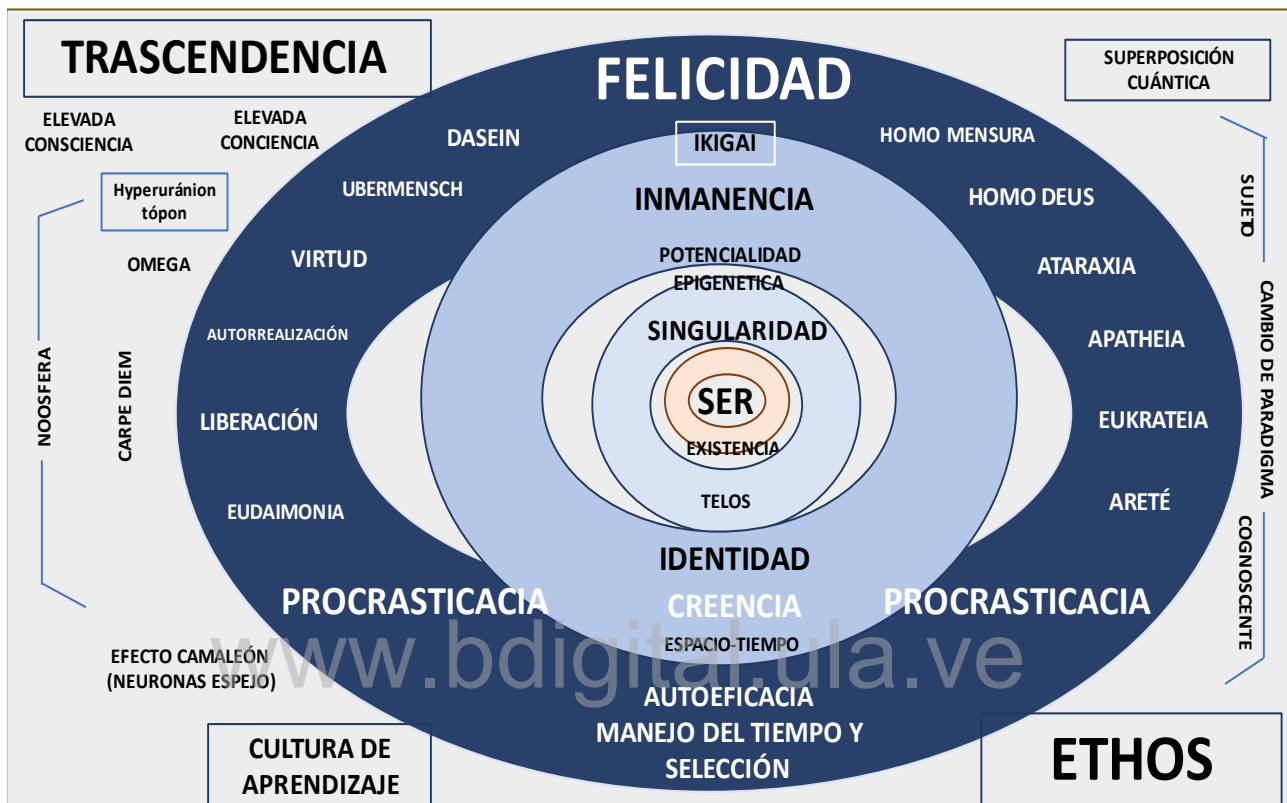 TRASCENDENCIA
FELICIDAD
SUPERPOSICIÓN
CUÁNTICA
ELEVADA
CONSCIENCIA
ELEVADA
CONCIENCIA
DASEIN
IKIGAI
HOMO MENSURA
Hyperuránion
tópon
UBERMENSCH
INMANENCIA
HOMO DEUS
SUJETO
OMEGA
VIRTUD
POTENCIALIDAD
EPIGENETICA
ATARAXIA
AUTORREALIZACIÓN
SINGULARIDAD
APATHEIA
NOOSFERA
CARPE DIEM
SER
CAMBIO DE PARADIGMA
LIBERACIÓN
EXISTENCIA
EUKRATEIA
EUDAIMONIA
TELOS
ARETÉ
COGNOSCENTE
IDENTIDAD
PROCRASTICACIA
CREENCIA
PROCRASTICACIA
ESPACIO-TIEMPO
www.bdigital.ula.ve
EFECTO CAMALEÓN
(NEURONAS ESPEJO)
AUTOEFICACIA
MANEJO DEL TIEMPO Y
SELECCIÓN
CULTURA DE
APRENDIZAJE
ETHOS